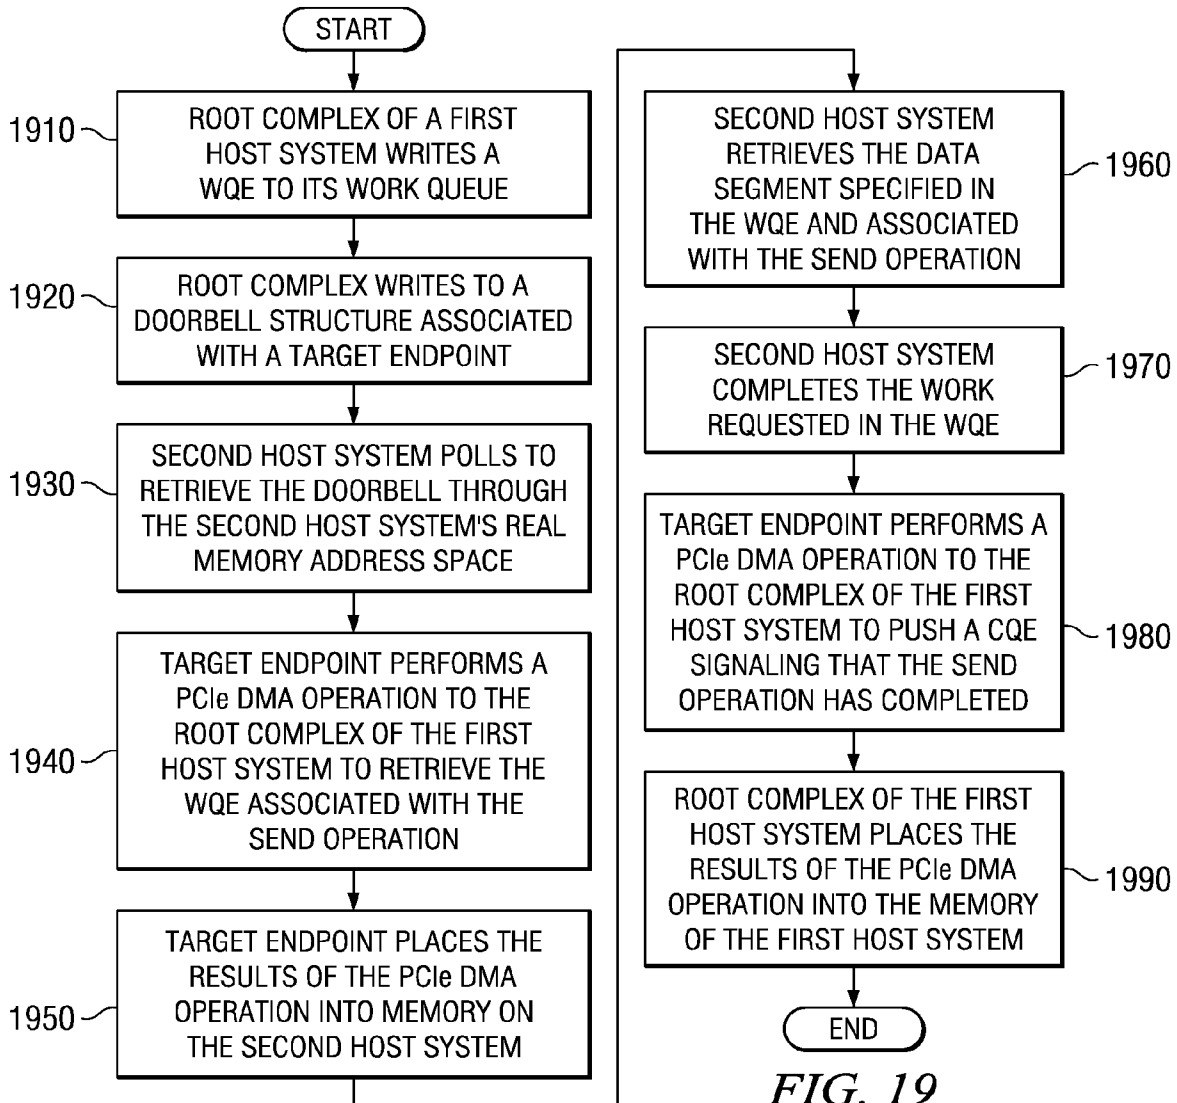 START
1910
ROOT COMPLEX OF A FIRST
HOST SYSTEM WRITES A
WQE TO ITS WORK QUEUE
1920
ROOT COMPLEX WRITES TO A
DOORBELL STRUCTURE ASSOCIATED
WITH A TARGET ENDPOINT
1930
SECOND HOST SYSTEM POLLS TO
RETRIEVE THE DOORBELL THROUGH
THE SECOND HOST SYSTEM'S REAL
MEMORY ADDRESS SPACE
1940
TARGET ENDPOINT PERFORMS A
PCIe DMA OPERATION TO THE
ROOT COMPLEX OF THE FIRST
HOST SYSTEM TO RETRIEVE THE
WQE ASSOCIATED WITH THE
SEND OPERATION
1950
TARGET ENDPOINT PLACES THE
RESULTS OF THE PCIe DMA
OPERATION INTO MEMORY ON
THE SECOND HOST SYSTEM
SECOND HOST SYSTEM
RETRIEVES THE DATA
SEGMENT SPECIFIED IN
THE WQE AND ASSOCIATED
WITH THE SEND OPERATION
1960
SECOND HOST SYSTEM
COMPLETES THE WORK
REQUESTED IN THE WQE
1970
TARGET ENDPOINT PERFORMS A
PCIe DMA OPERATION TO THE
ROOT COMPLEX OF THE FIRST
HOST SYSTEM TO PUSH A CQE
SIGNALING THAT THE SEND
OPERATION HAS COMPLETED
1980
ROOT COMPLEX OF THE FIRST
HOST SYSTEM PLACES THE
RESULTS OF THE PCIe DMA
OPERATION INTO THE MEMORY
OF THE FIRST HOST SYSTEM
1990
END
FIG. 19